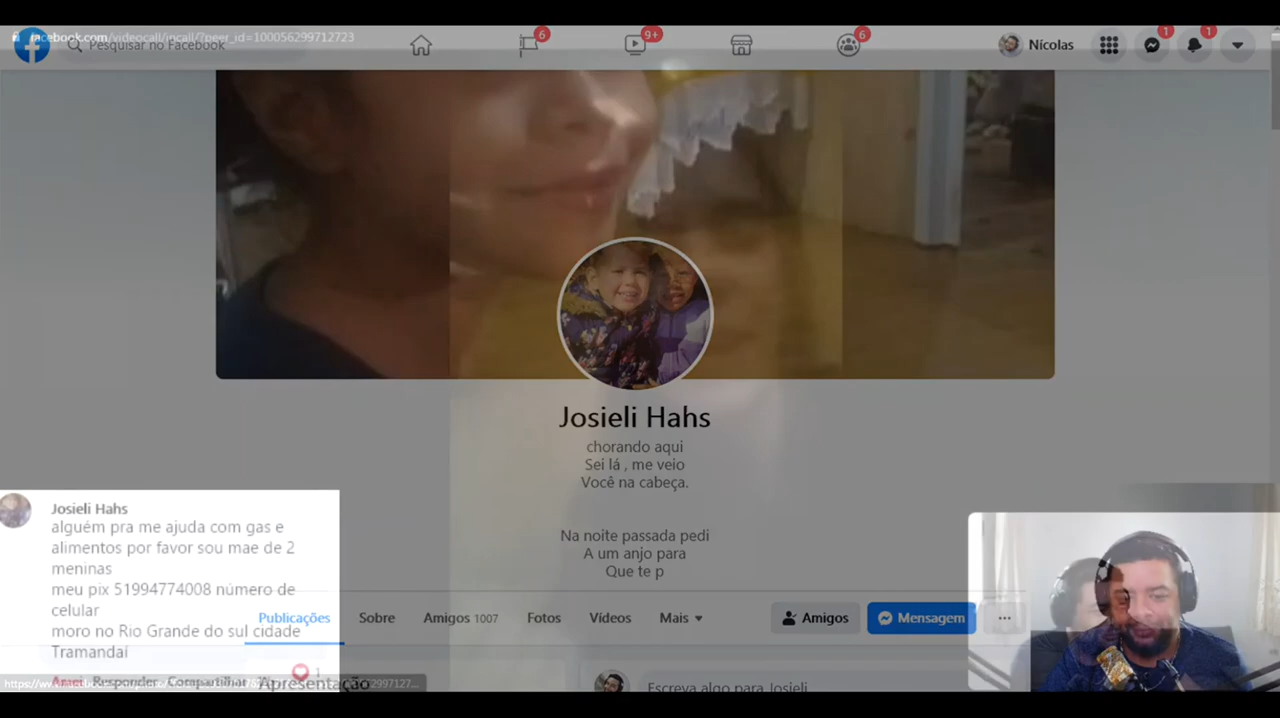 facebook.com/videocall/incall/?peer_id=100056299712723
Pesquisar no Facebook
6
9+
6
Nícolas
1
1
Josieli Hahs
chorando aqui
Sei lá , me veio
Você na cabeça.
Na noite passada pedi
A um anjo para
Que te p
Publicações
Sobre
Amigos 1007
Fotos
Vídeos
Mais
Amigos
Mensagem
...
Josieli Hahs
alguém pra me ajuda com gas e
alimentos por favor sou mae de 2
meninas
meu pix 51994774008 número de
celular
moro no Rio Grande do sul cidade
Tramandaí
1
Amei Responder Compartilhar
Apresentação
Escreva algo para Josieli